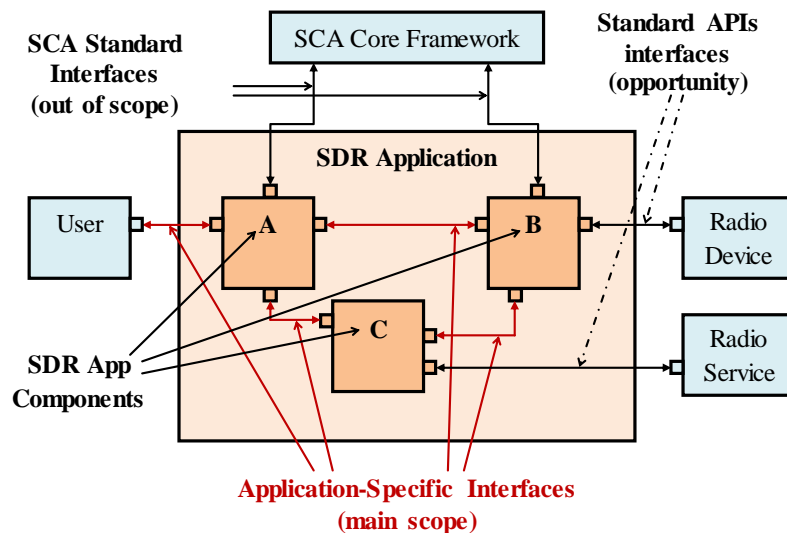 SCA Standard
Interfaces
(out of scope)
SCA Core Framework
Standard APIs
interfaces
(opportunity)
SDR Application
User
A
B
Radio
Device
C
Radio
Service
SDR App
Components
Application-Specific Interfaces
(main scope)